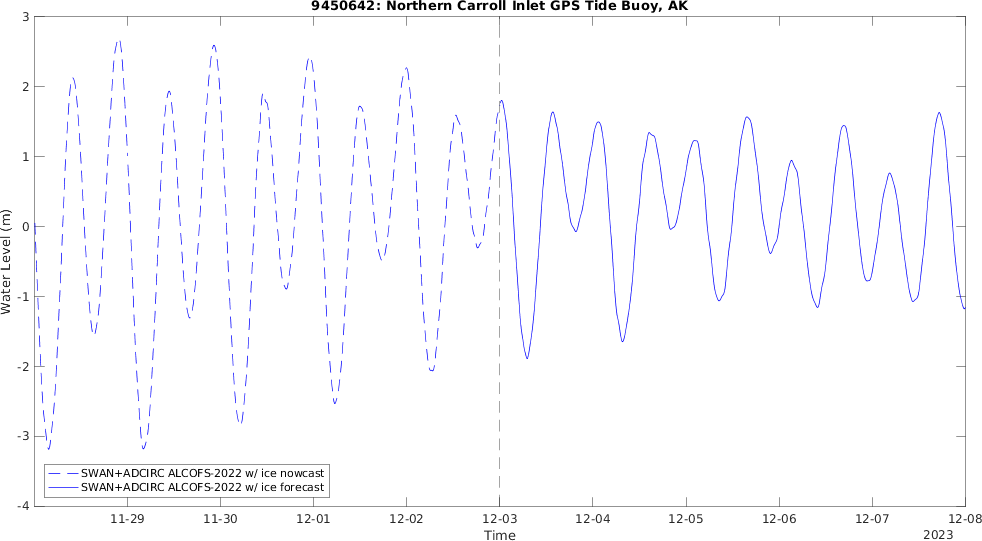 9450642: Northern Carroll Inlet GPS Tide Buoy, AK
3
2
1
0
-1
-2
-3
-4
Water Level (m)
SWAN+ADCIRC ALCOFS-2022 w/ ice nowcast
SWAN+ADCIRC ALCOFS-2022 w/ ice forecast
11-29 11-30 12-01 12-02 12-03 12-04 12-05 12-06 12-07 12-08
Time
2023